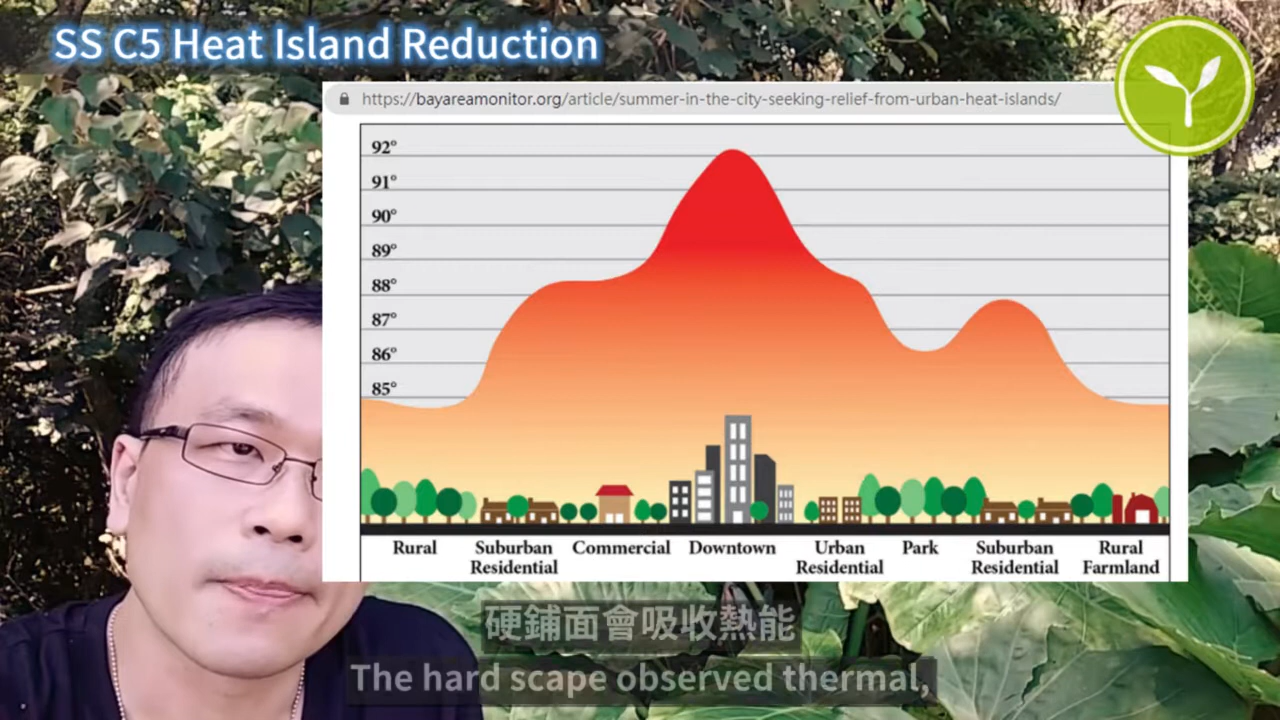 SS C5 Heat Island Reduction
https://bayareamonitor.org/article/summer-in-the-city-seeking-relief-from-urban-heat-islands/
92°
91°
90°
89°
88°
87°
86°
85°
Rural
Suburban
Residential
Commercial
Downtown
Urban
Residential
Park
Suburban
Residential
Rural
Farmland
硬鋪面會吸收熱能
The hard scape observed thermal,